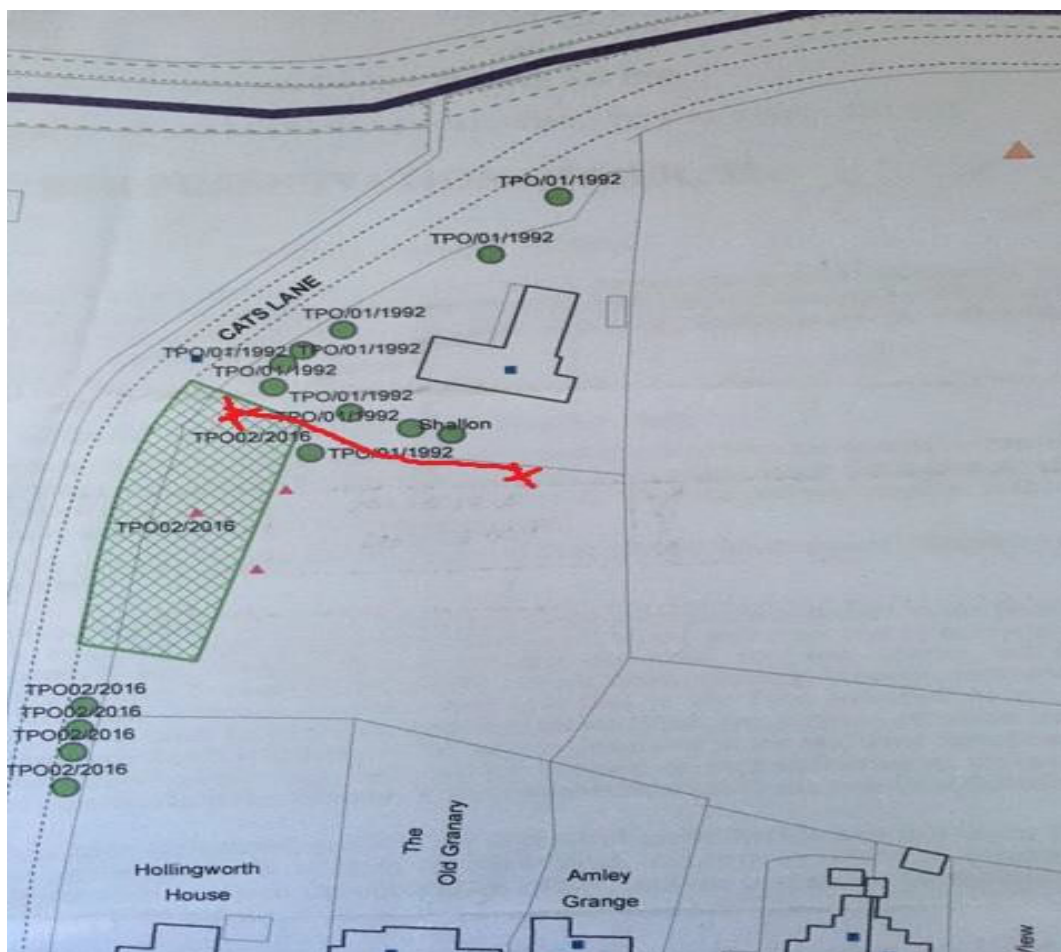 TPO/01/1992
TPO/01/1992
CATS LANE
TPO/01/1992
TPO/01/1992
TPO/01/1992
TPO/01/1992
TPO/01/1992
TPO/01/1992
Shallon
TPO02/2016
TPO/01/1992
TPO02/2016
TPO02/2016
TPO02/2016
TPO02/2016
TPO02/2016
The
Old Granary
Hollingworth
House
Amley
Grange